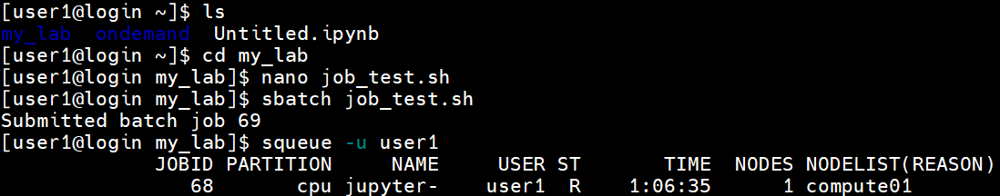 [user1@login ~]$ ls
my_lab  ondemand  Untitled.ipynb
[user1@login ~]$ cd my_lab
[user1@login my_lab]$ nano job_test.sh
[user1@login my_lab]$ sbatch job_test.sh
Submitted batch job 69
[user1@login my_lab]$ squeue -u user1
JOBID PARTITION     NAME     USER ST       TIME  NODES NODELIST(REASON)
68       cpu jupyter-    user1  R    1:06:35      1 compute01